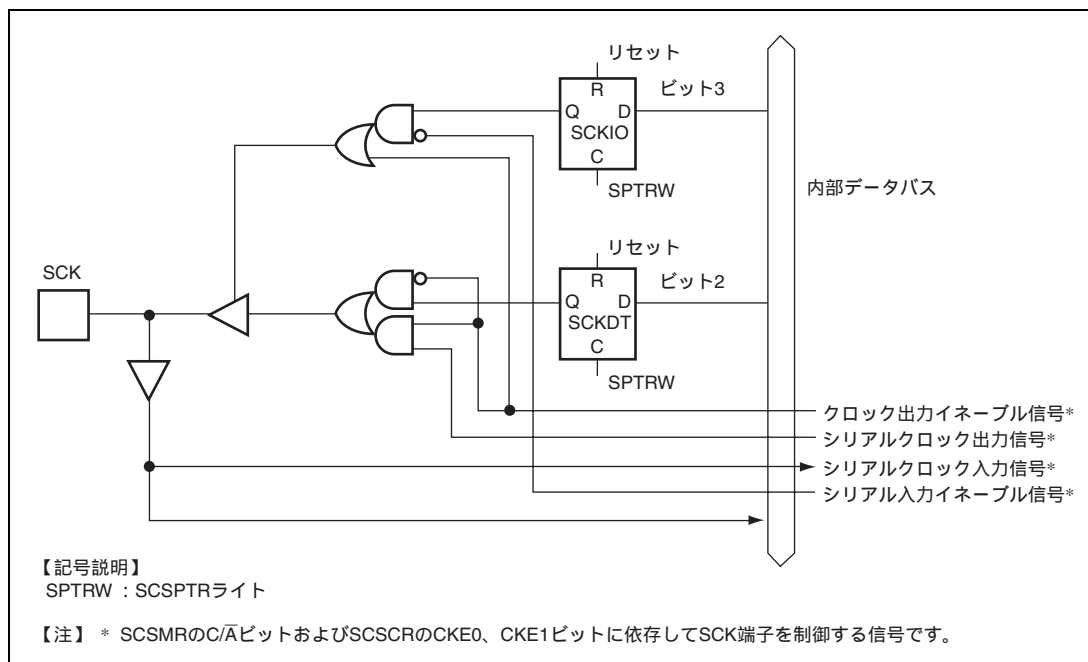 リセット
R
ビット3
Q D
SCKIO
C
SPTRW
内部データバス
リセット
SCK
R
ビット2
Q D
SCKDT
C
SPTRW
クロック出力イネーブル信号*
シリアルクロック出力信号*
シリアルクロック入力信号*
シリアル入力イネーブル信号*
【記号説明】
SPTRW ：SCSPTRライト
【注】 * SCSMRのC/A̅ビットおよびSCSCRのCKE0、CKE1ビットに依存してSCK端子を制御する信号です。